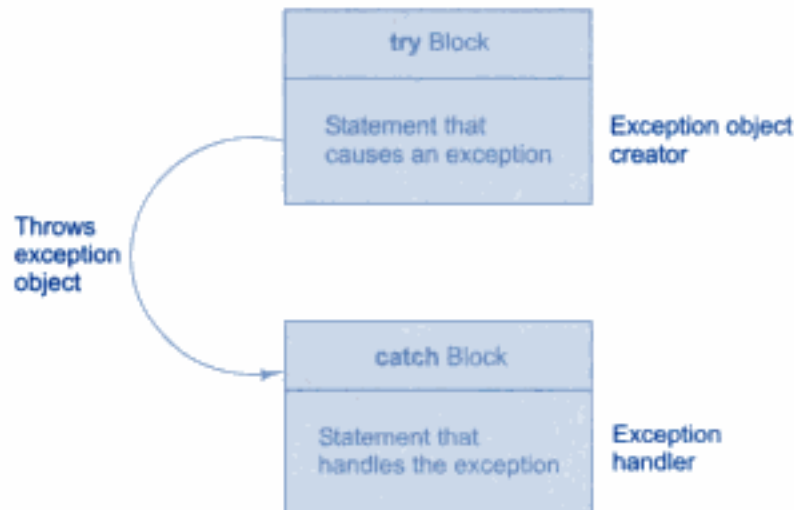 try Block
Statement that
causes an exception
Exception object
creator
Throws
exception
object
catch Block
Statement that
handles the exception
Exception
handler